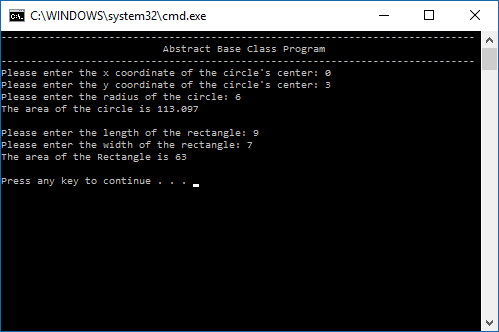 C:\WINDOWS\system32\cmd.exe
--------------------------------------------------------------------------------
Abstract Base Class Program
--------------------------------------------------------------------------------
Please enter the x coordinate of the circle's center: 0
Please enter the y coordinate of the circle's center: 3
Please enter the radius of the circle: 6
The area of the circle is 113.097
Please enter the length of the rectangle: 9
Please enter the width of the rectangle: 7
The area of the Rectangle is 63
Press any key to continue . . .